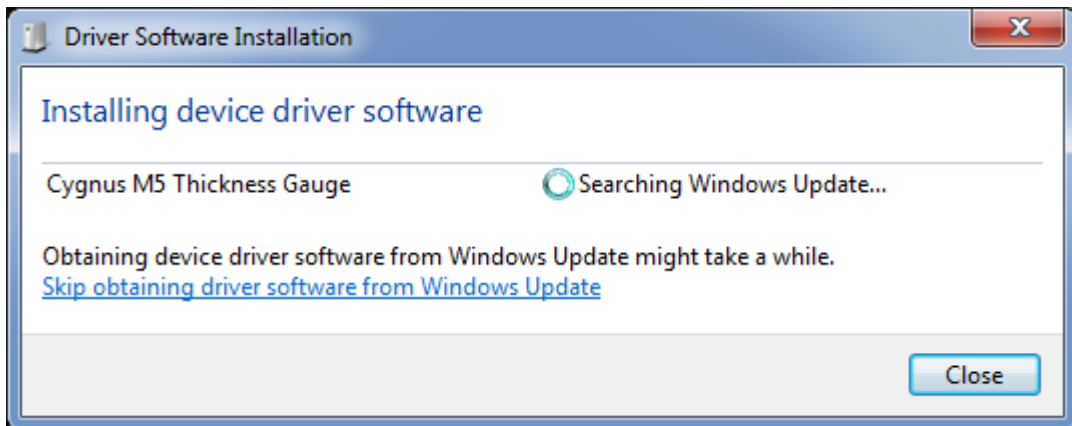 Driver Software Installation
Installing device driver software
Cygnus M5 Thickness Gauge Searching Windows Update...
Obtaining device driver software from Windows Update might take a while.
Skip obtaining driver software from Windows Update
Close